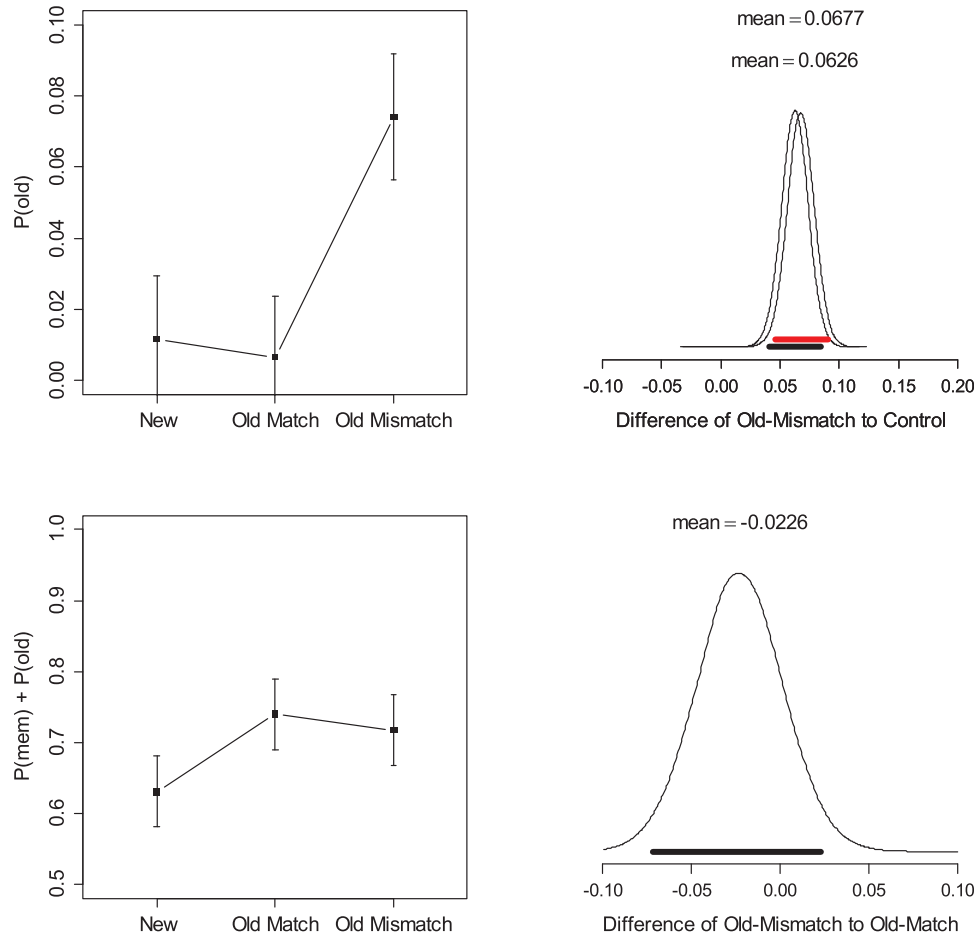 P(old)
0.10
0.08
0.06
0.04
0.02
0.00
New Old Match Old Mismatch
mean = 0.0677
mean = 0.0626
-0.10 -0.05 0.00 0.05 0.10 0.15 0.20
Difference of Old-Mismatch to Control
P(mem) + P(old)
1.0
0.9
0.8
0.7
0.6
0.5
New Old Match Old Mismatch
mean = -0.0226
-0.10 -0.05 0.00 0.05 0.10
Difference of Old-Mismatch to Old-Match